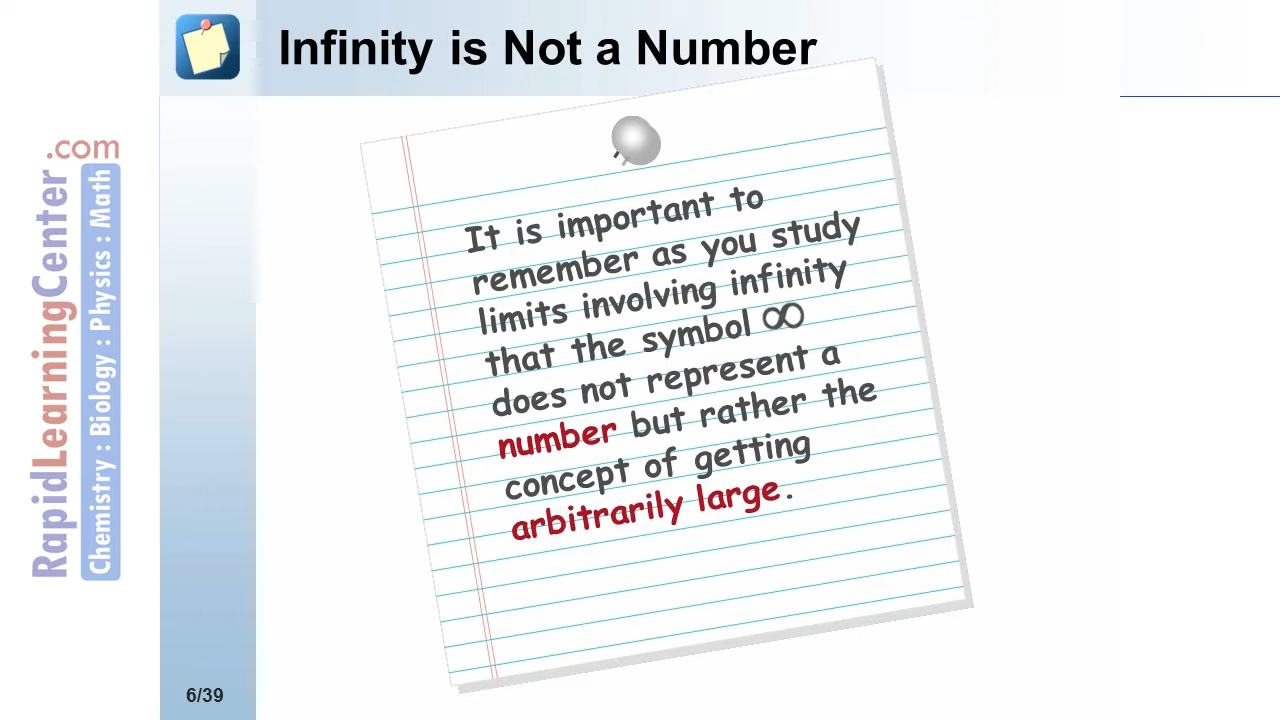 Infinity is Not a Number
RapidLearningCenter.com
Chemistry : Biology : Physics : Math
It is important to
remember as you study
limits involving infinity
that the symbol ∞
does not represent a
number but rather the
concept of getting
arbitrarily large.
6/39